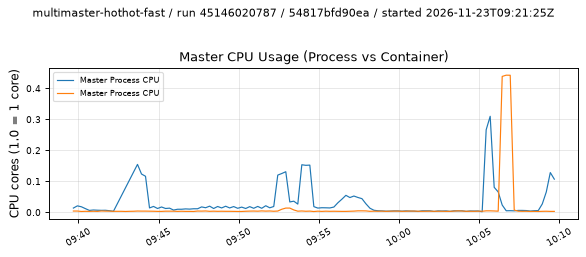 multimaster-hothot-fast / run 45146020787 / 54817bfd90ea / started 2026-11-23T09:21:25Z
Master CPU Usage (Process vs Container)
CPU cores (1.0 = 1 core)
0.4
0.3
0.2
0.1
0.0
Master Process CPU
Master Process CPU
09:40
09:45
09:50
09:55
10:00
10:05
10:10